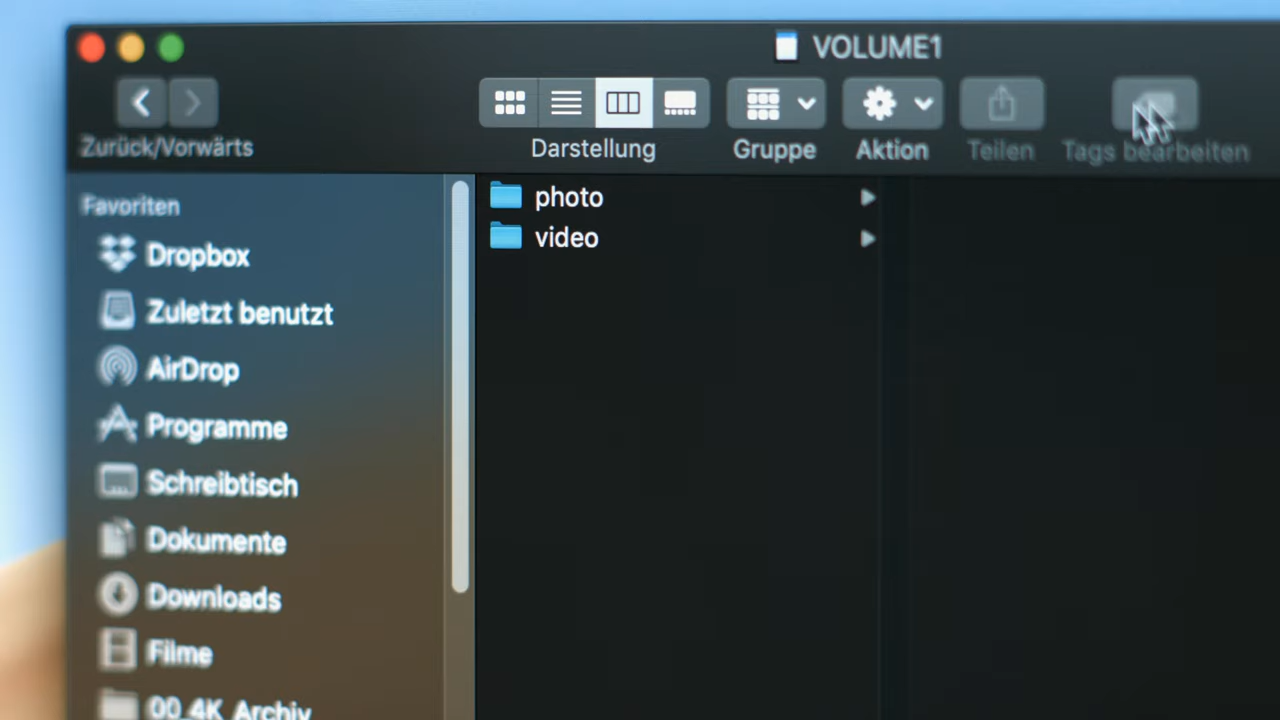 VOLUME1
Zurück/Vorwärts
Darstellung
Gruppe
Aktion
Teilen
Tags bearbeiten
Favoriten
Dropbox
Zuletzt benutzt
AirDrop
Programme
Schreibtisch
Dokumente
Downloads
Filme
00_4K_Archiv
photo
video